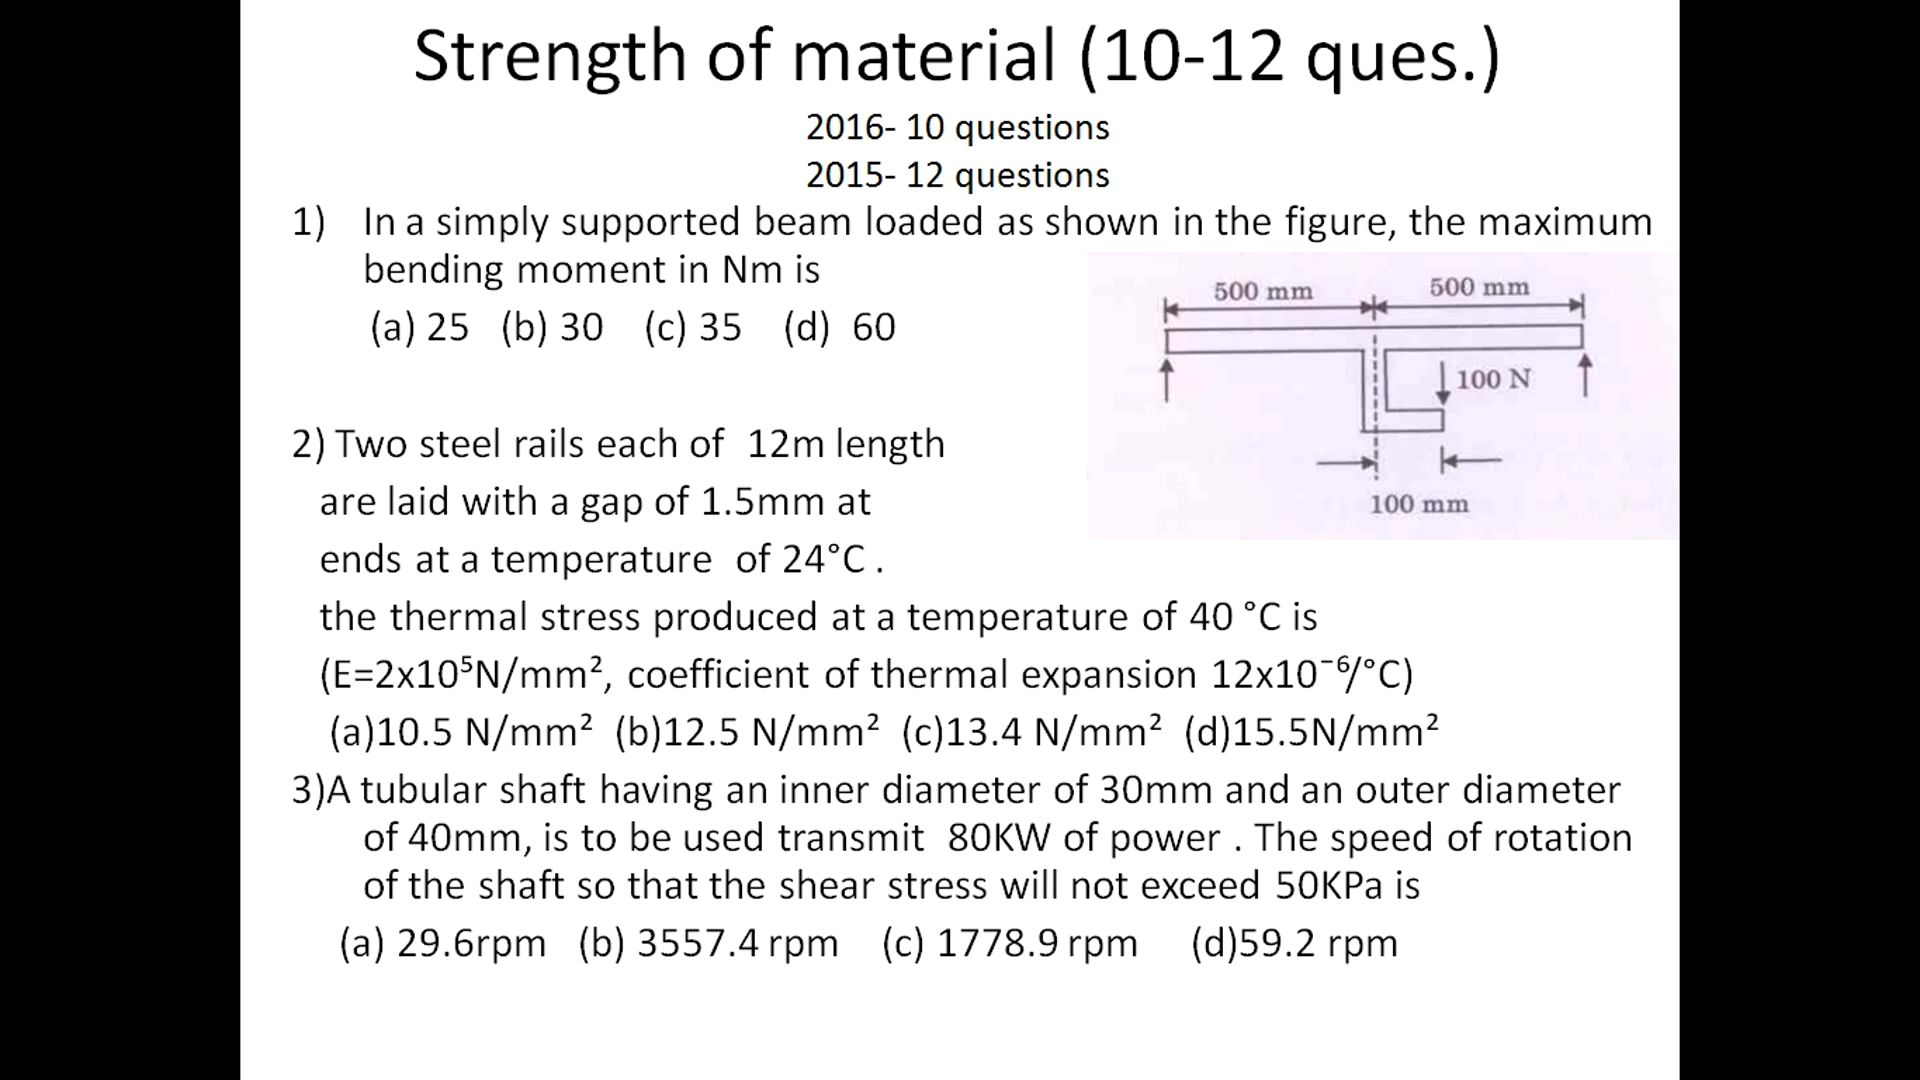 Strength of material (10-12 ques.)
2016- 10 questions
2015- 12 questions
1) In a simply supported beam loaded as shown in the figure, the maximum
bending moment in Nm is
(a) 25 (b) 30 (c) 35 (d) 60
500 mm 500 mm
100 N
100 mm
2) Two steel rails each of 12m length
are laid with a gap of 1.5mm at
ends at a temperature of 24°C .
the thermal stress produced at a temperature of 40 °C is
(E=2x10⁵N/mm², coefficient of thermal expansion 12x10⁻⁶/°C)
(a)10.5 N/mm² (b)12.5 N/mm² (c)13.4 N/mm² (d)15.5N/mm²
3)A tubular shaft having an inner diameter of 30mm and an outer diameter
of 40mm, is to be used transmit 80KW of power . The speed of rotation
of the shaft so that the shear stress will not exceed 50KPa is
(a) 29.6rpm (b) 3557.4 rpm (c) 1778.9 rpm (d)59.2 rpm